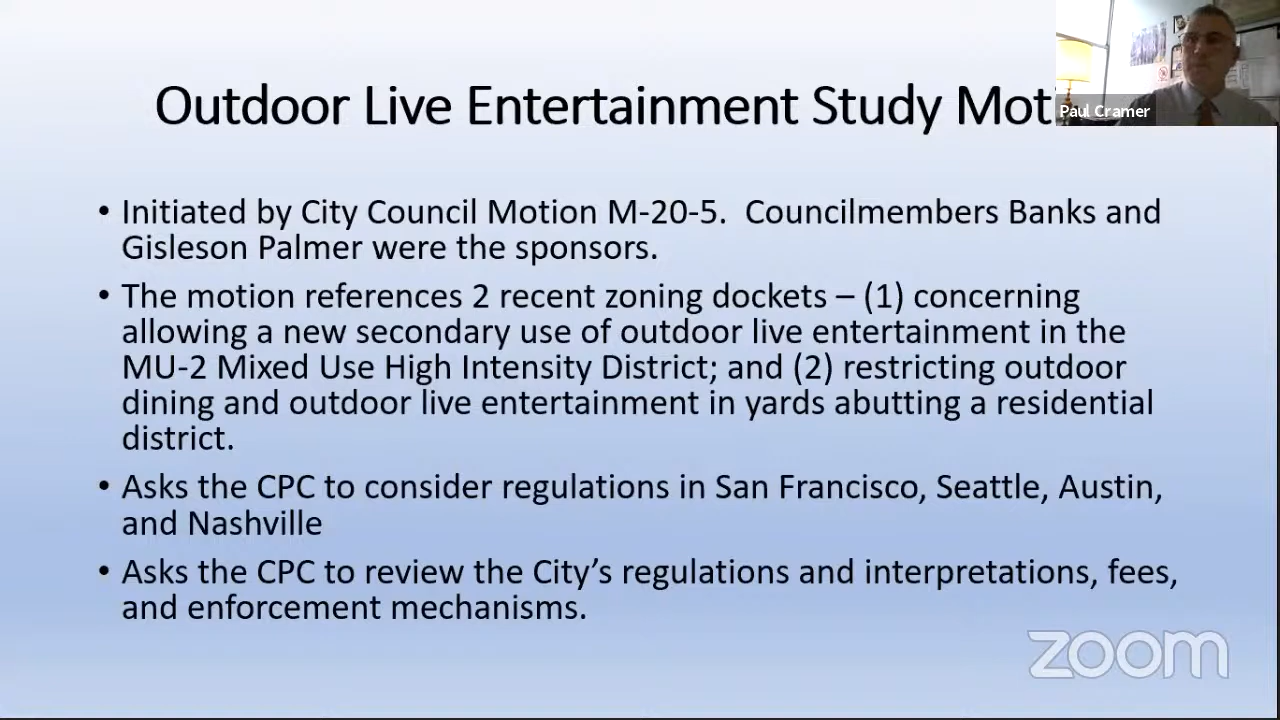 Outdoor Live Entertainment Study Mot
Paul Cramer
• Initiated by City Council Motion M-20-5.  Councilmembers Banks and
Gisleson Palmer were the sponsors.
• The motion references 2 recent zoning dockets – (1) concerning
allowing a new secondary use of outdoor live entertainment in the
MU-2 Mixed Use High Intensity District; and (2) restricting outdoor
dining and outdoor live entertainment in yards abutting a residential
district.
• Asks the CPC to consider regulations in San Francisco, Seattle, Austin,
and Nashville
• Asks the CPC to review the City’s regulations and interpretations, fees,
and enforcement mechanisms.
zoom